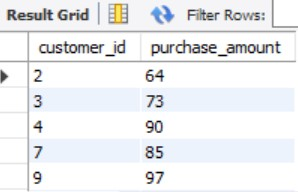 Result Grid Filter Rows:
customer_id purchase_amount
2 64
3 73
4 90
7 85
9 97